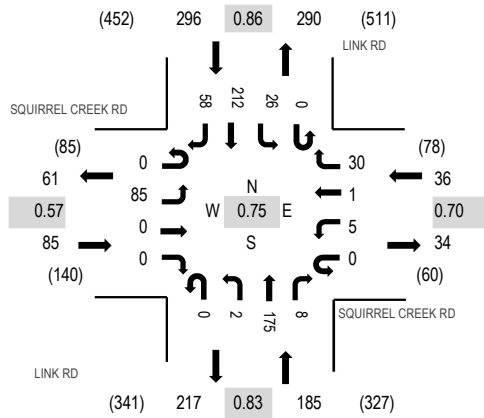 (452) 296 0.86 290 (511)
LINK RD
58 212 26 0
SQUIRREL CREEK RD
(85) (78)
0 30
61 36
85 1
N
0.57 W 0.75 E 0.70
0 5
S
85 34
0 0
(140) (60)
0 2 175 8
SQUIRREL CREEK RD
LINK RD
(341) 217 0.83 185 (327)